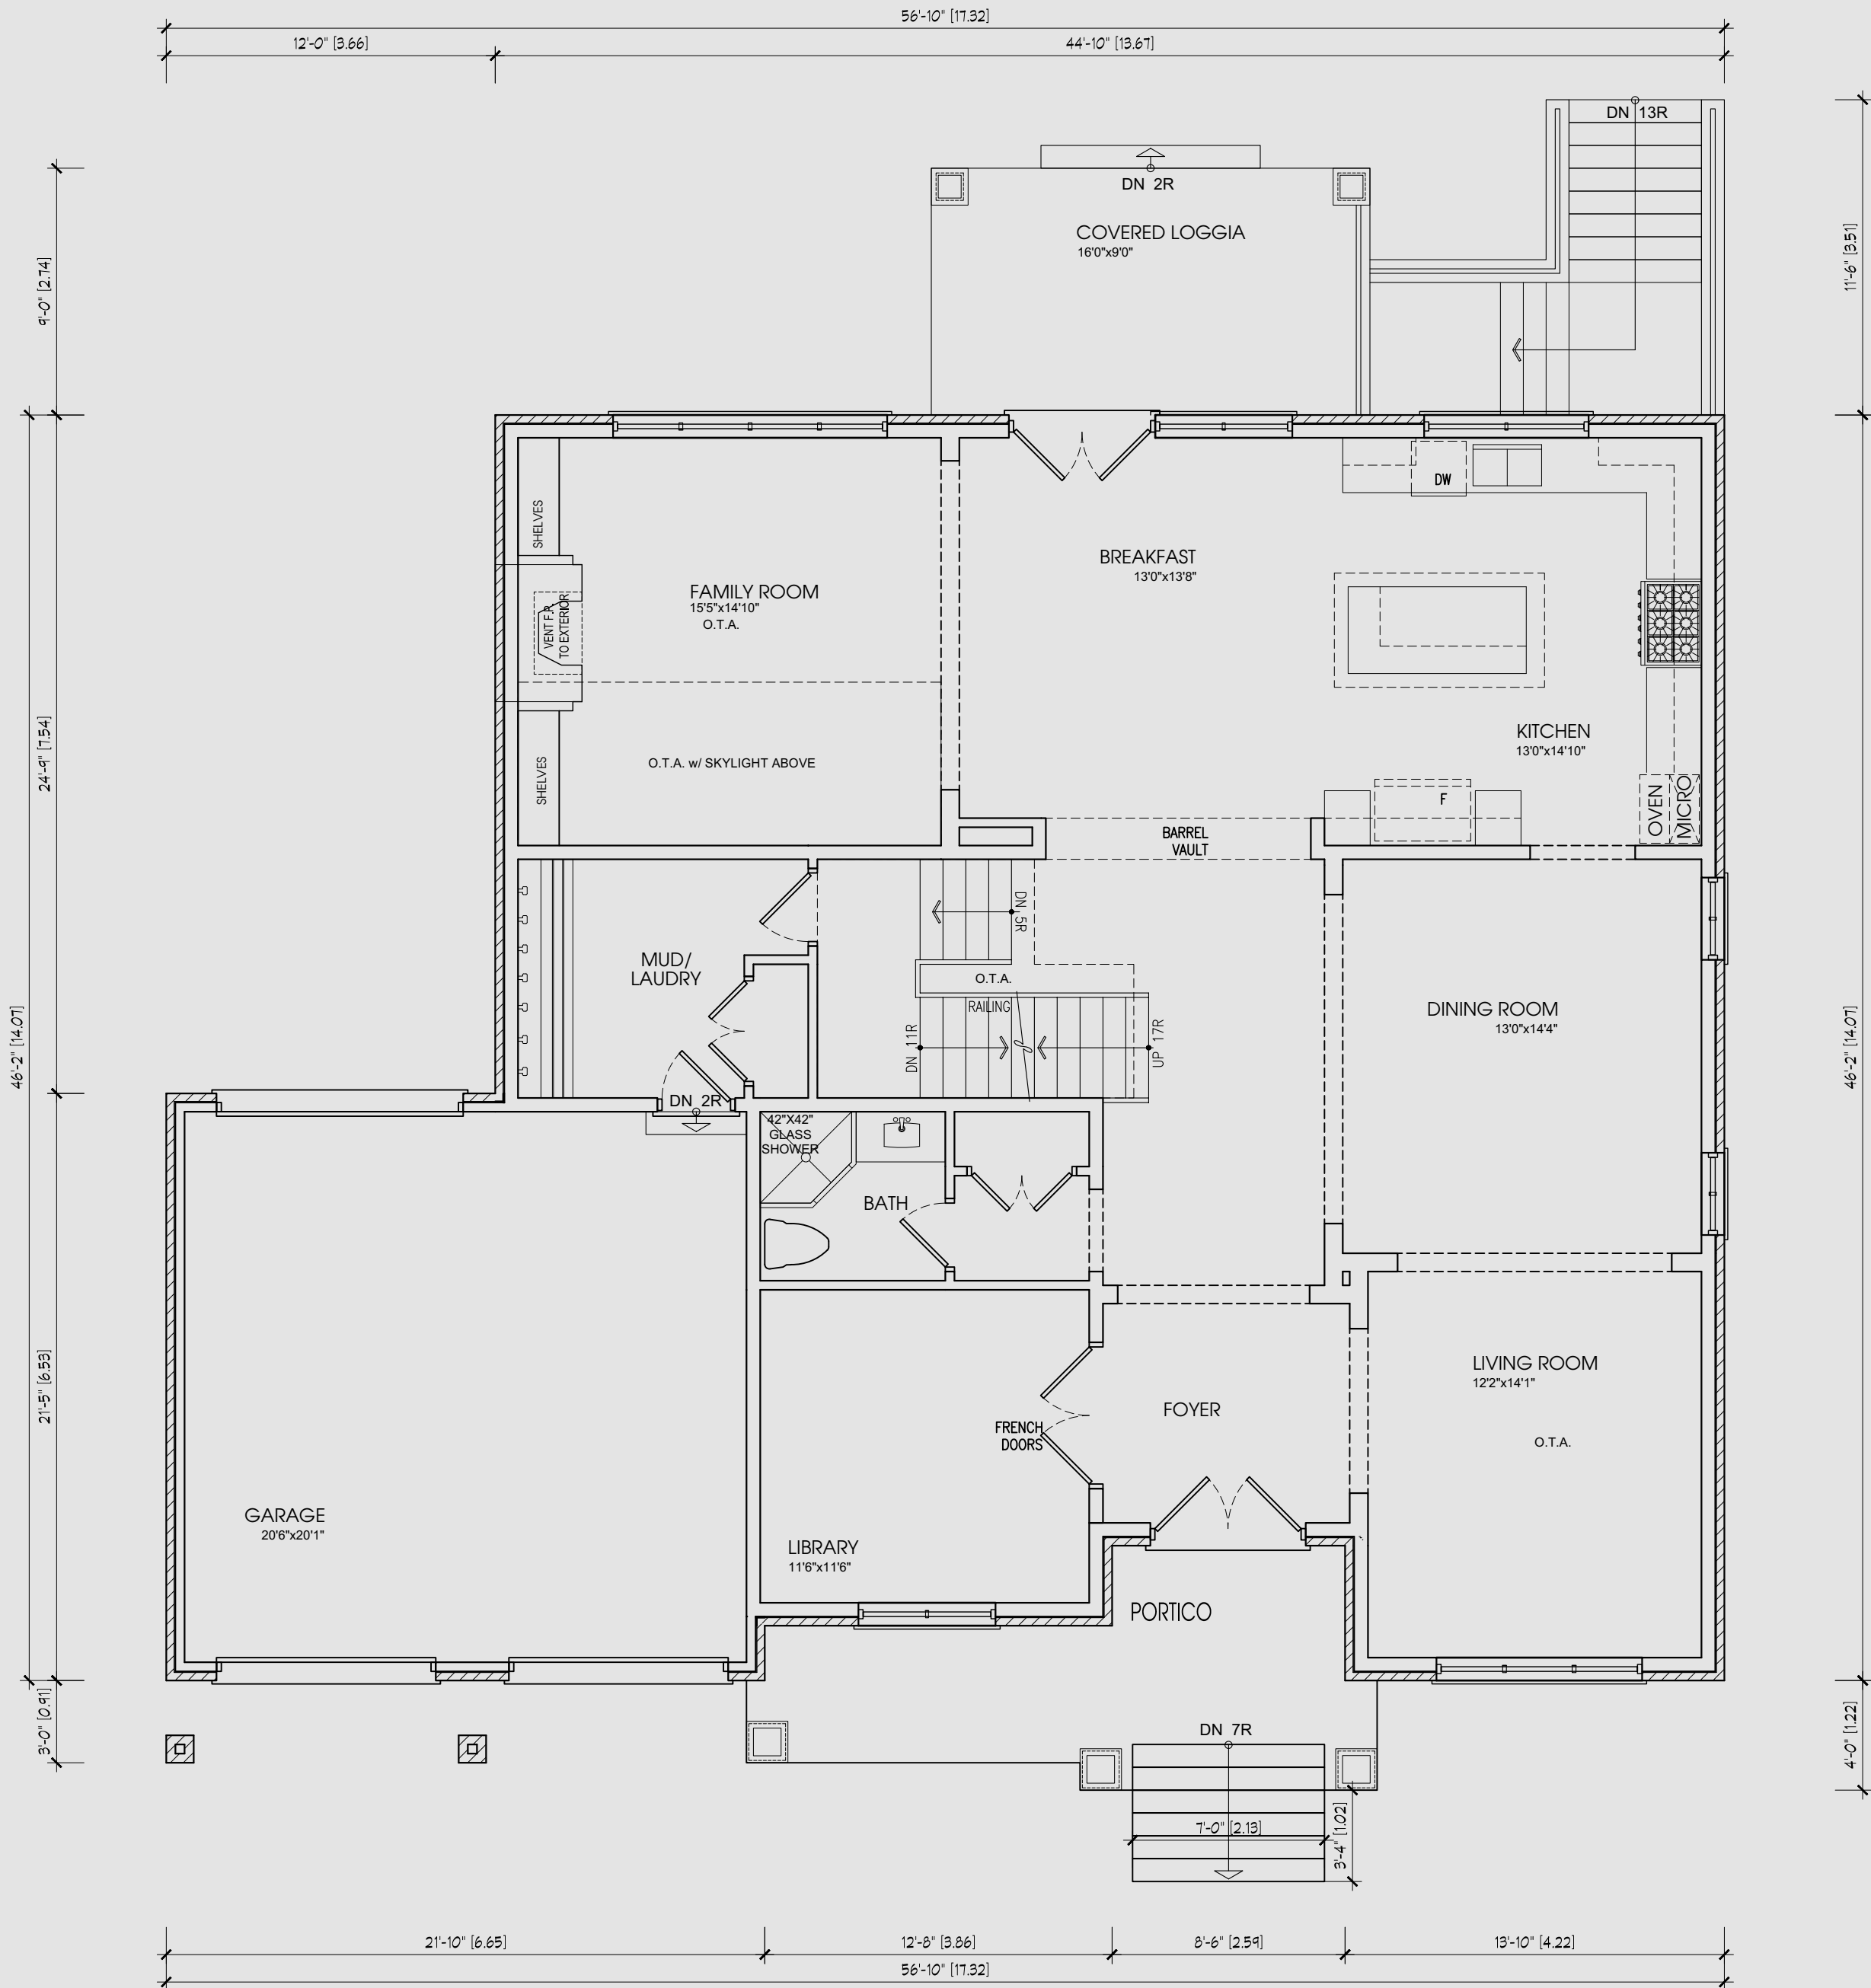 56'-10" [17.32]
12'-0" [3.66]
44'-10" [13.67]
DN 13R
DN 2R
COVERED LOGGIA
16'0"x9'0"
9'-0" [2.74]
11'-6" [3.51]
SHELVES
DW
BREAKFAST
13'0"x13'8"
FAMILY ROOM
15'5"x14'10"
O.T.A.
VENT F.P.
TO EXTERIOR
24'-9" [7.54]
KITCHEN
13'0"x14'10"
O.T.A. w/ SKYLIGHT ABOVE
SHELVES
F
OVEN
MICRO
BARREL
VAULT
DN 5R
MUD/
LAUDRY
O.T.A.
RAILING
DN 11R
UP 17R
DINING ROOM
13'0"x14'4"
46'-2" [14.07]
46'-2" [14.07]
DN 2R
42"X42"
GLASS
SHOWER
BATH
21'-5" [6.53]
LIVING ROOM
12'2"x14'1"
O.T.A.
FOYER
FRENCH
DOORS
GARAGE
20'6"x20'1"
LIBRARY
11'6"x11'6"
PORTICO
3'-0" [0.91]
4'-0" [1.22]
DN 7R
7'-0" [2.13]
3'-4" [1.02]
21'-10" [6.65]
12'-8" [3.86]
8'-6" [2.59]
13'-10" [4.22]
56'-10" [17.32]